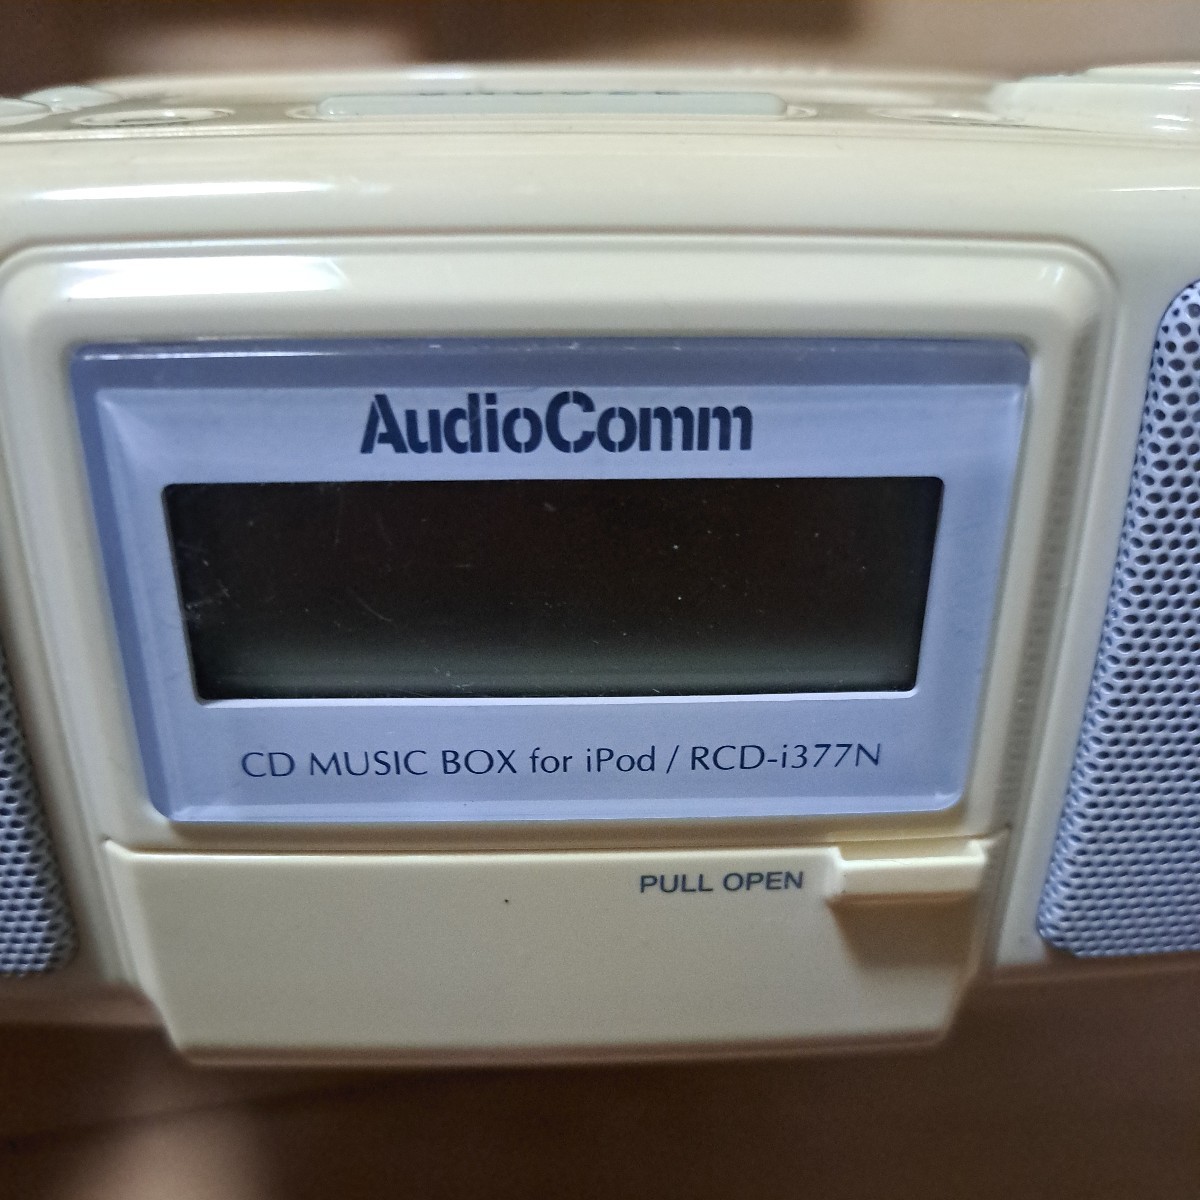 AudioComm
CD MUSIC BOX for iPod / RCD-i377N
PULL OPEN